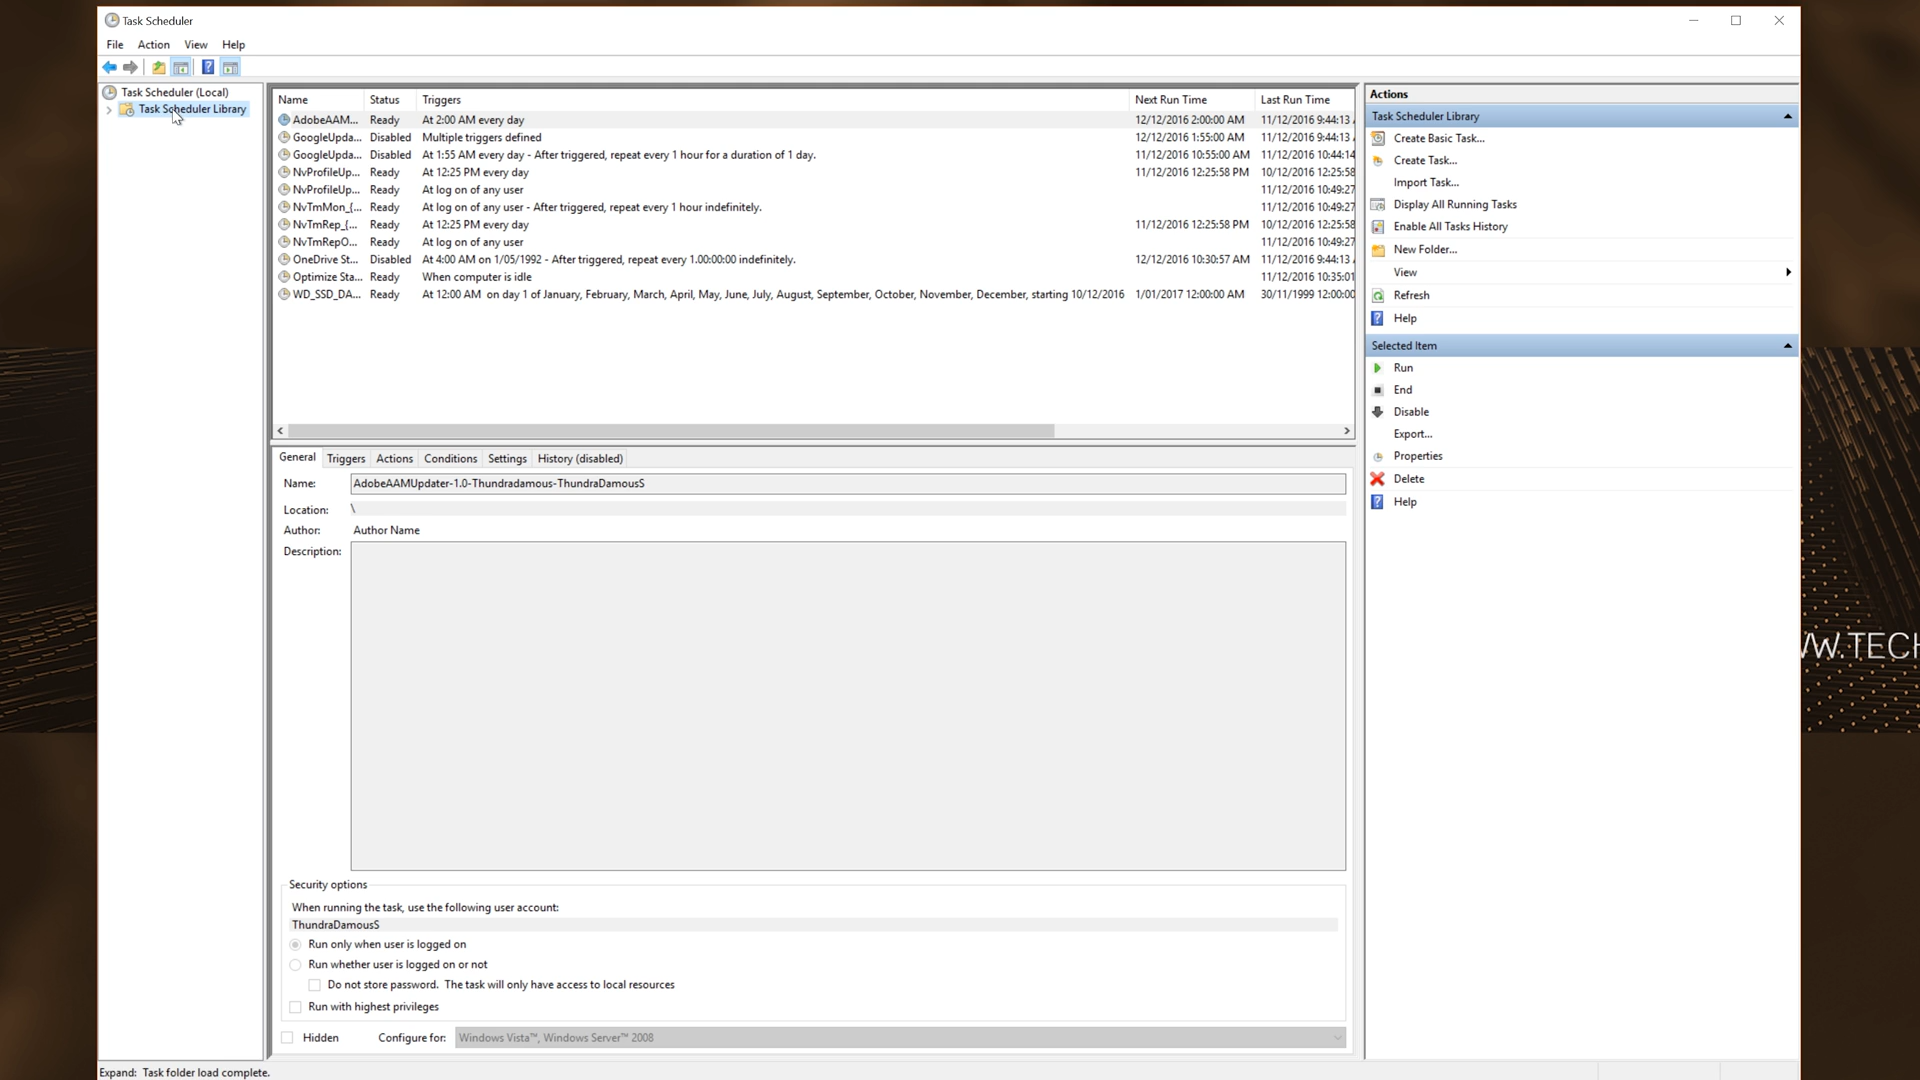 Task Scheduler
File Action View Help
Task Scheduler (Local)
Task Scheduler Library
Name Status Triggers Next Run Time Last Run Time
AdobeAAM... Ready At 2:00 AM every day 12/12/2016 2:00:00 AM 11/12/2016 9:44:13
GoogleUpda... Disabled Multiple triggers defined 12/12/2016 1:55:00 AM 11/12/2016 9:44:13
GoogleUpda... Disabled At 1:55 AM every day - After triggered, repeat every 1 hour for a duration of 1 day. 11/12/2016 10:55:00 AM 11/12/2016 10:44:14
NvProfileUp... Ready At 12:25 PM every day 11/12/2016 12:25:58 PM 10/12/2016 12:25:58
NvProfileUp... Ready At log on of any user 11/12/2016 10:49:27
NvTmMon_{... Ready At log on of any user - After triggered, repeat every 1 hour indefinitely. 11/12/2016 10:49:27
NvTmRep_{... Ready At 12:25 PM every day 11/12/2016 12:25:58 PM 10/12/2016 12:25:58
NvTmRepO... Ready At log on of any user 11/12/2016 10:49:27
OneDrive St... Disabled At 4:00 AM on 1/05/1992 - After triggered, repeat every 1.00:00:00 indefinitely. 12/12/2016 10:30:57 AM 11/12/2016 9:44:13
Optimize Sta... Ready When computer is idle 11/12/2016 10:35:01
WD_SSD_DA... Ready At 12:00 AM on day 1 of January, February, March, April, May, June, July, August, September, October, November, December, starting 10/12/2016 1/01/2017 12:00:00 AM 30/11/1999 12:00:00
General Triggers Actions Conditions Settings History (disabled)
Name: AdobeAAMUpdater-1.0-Thundradamous-ThundraDamousS
Location: \
Author: Author Name
Description:
Security options
When running the task, use the following user account:
ThundraDamousS
Run only when user is logged on
Run whether user is logged on or not
Do not store password. The task will only have access to local resources
Run with highest privileges
Hidden Configure for: Windows Vista™, Windows Server™ 2008
Actions
Task Scheduler Library
Create Basic Task...
Create Task...
Import Task...
Display All Running Tasks
Enable All Tasks History
New Folder...
View
Refresh
Help
Selected Item
Run
End
Disable
Export...
Properties
Delete
Help
W.TECH
Expand: Task folder load complete.